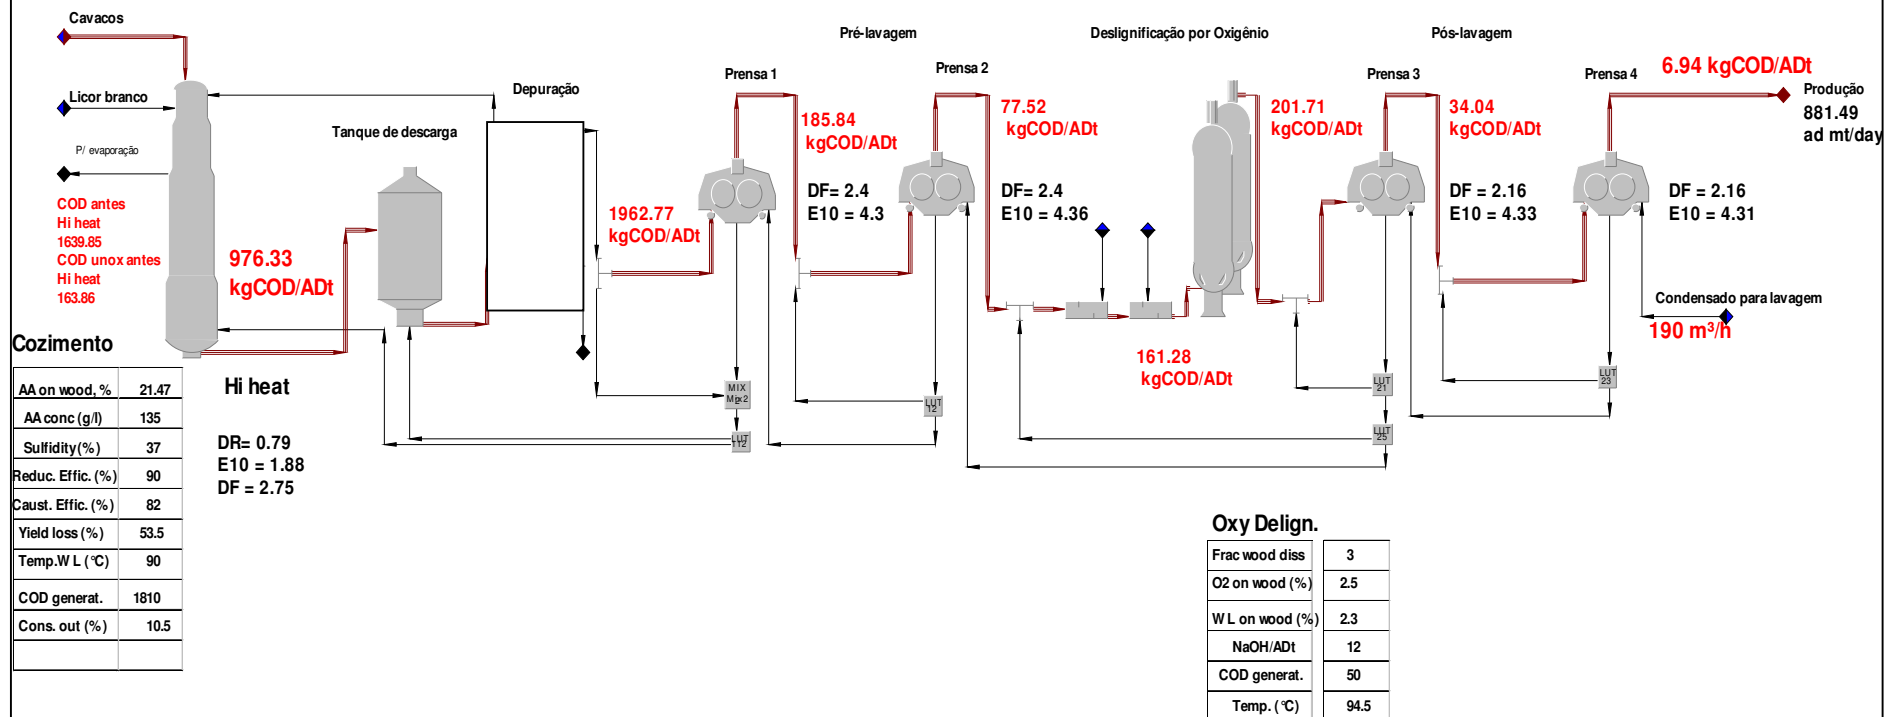 Cavacos
Licor branco
P/ evaporação
COD antes
Hi heat
1639.85
COD unox antes
Hi heat
163.86
976.33
kgCOD/ADt
Tanque de descarga
Depuração
1962.77
kgCOD/ADt
Pré-lavagem
Prensa 1
185.84
kgCOD/ADt
DF= 2.4
E10 = 4.3
Prensa 2
77.52
kgCOD/ADt
DF= 2.4
E10 = 4.36
Deslignificação por Oxigênio
201.71
kgCOD/ADt
161.28
kgCOD/ADt
Pós-lavagem
Prensa 3
34.04
kgCOD/ADt
DF = 2.16
E10 = 4.33
Prensa 4
6.94 kgCOD/ADt
Produção
881.49
ad mt/day
DF = 2.16
E10 = 4.31
Condensado para lavagem
190 m³/h
MIX
LUT
112
LUT
12
LUT
21
LUT
25
LUT
23
Cozimento
AA on wood, % 21.47
AA conc (g/l) 135
Sulfidity(%) 37
Reduc. Effic. (%) 90
Caust. Effic. (%) 82
Yield loss (%) 53.5
Temp.W L (°C) 90
COD generat. 1810
Cons. out (%) 10.5
Hi heat
DR= 0.79
E10 = 1.88
DF = 2.75
Oxy Delign.
Frac wood diss 3
O2 on wood (%) 2.5
W L on wood (%) 2.3
NaOH/ADt 12
COD generat. 50
Temp. (°C) 94.5